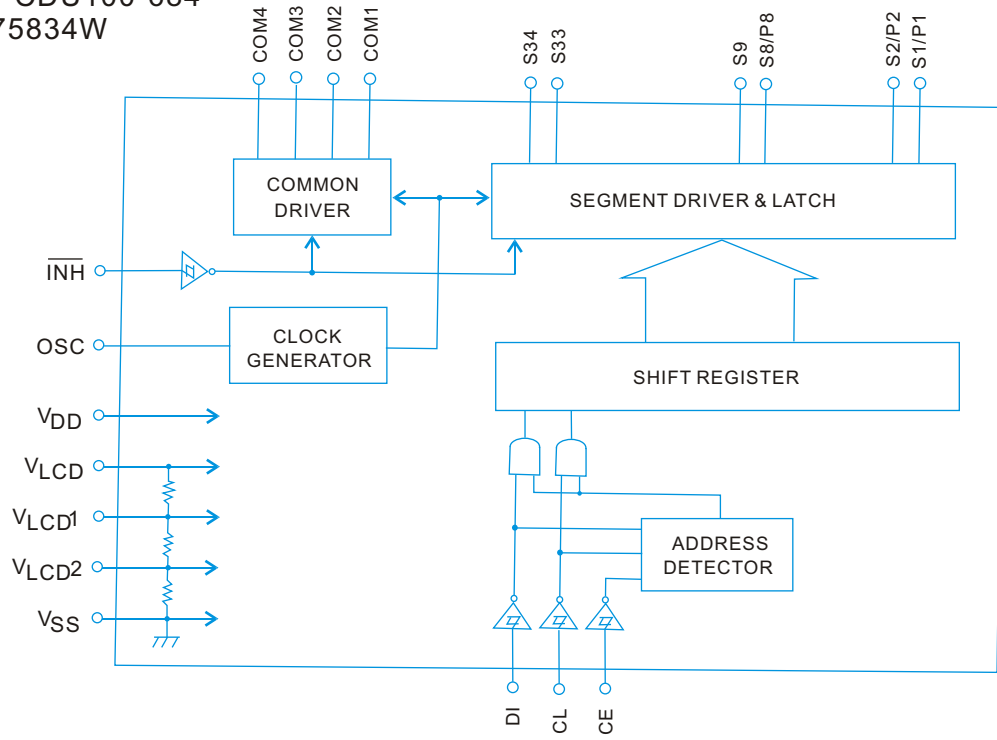 75834W
COM4
COM3
COM2
COM1
S34
S33
S9
S8/P8
S2/P2
S1/P1
COMMON
DRIVER
SEGMENT DRIVER & LATCH
INH
OSC
CLOCK
GENERATOR
SHIFT REGISTER
VDD
VLCD
VLCD1
VLCD2
VSS
ADDRESS
DETECTOR
DI
CL
CE